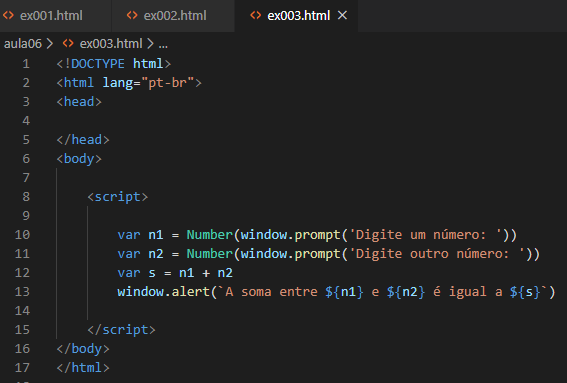 <> ex001.html <> ex002.html <> ex003.html ×
aula06 > <> ex003.html > ...
1 <!DOCTYPE html>
2 <html lang="pt-br">
3 <head>
4
5 </head>
6 <body>
7
8 <script>
9
10 var n1 = Number(window.prompt('Digite um número: '))
11 var n2 = Number(window.prompt('Digite outro número: '))
12 var s = n1 + n2
13 window.alert(`A soma entre ${n1} e ${n2} é igual a ${s}`)
14
15 </script>
16 </body>
17 </html>